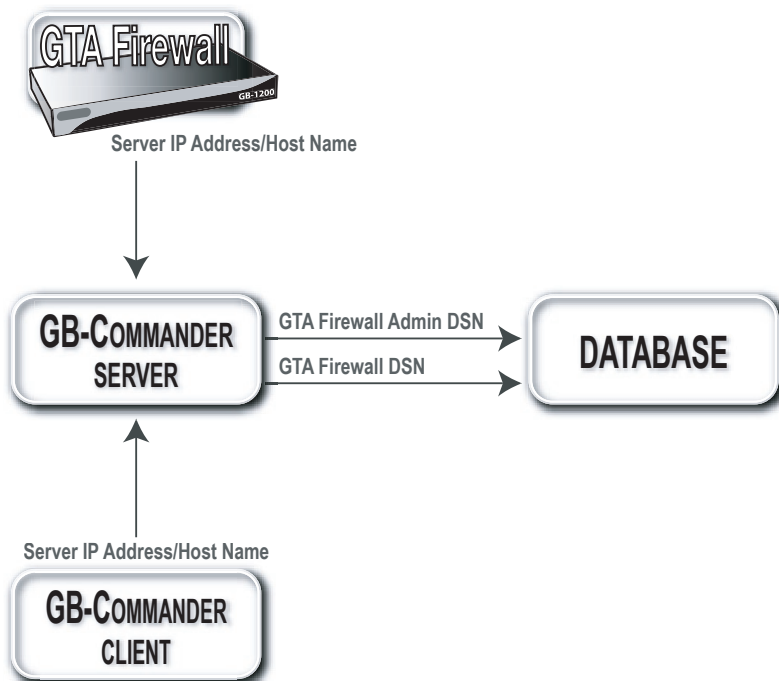 GTA Firewall
GB-1200
Server IP Address/Host Name
GB-COMMANDER
SERVER
GTA Firewall Admin DSN
GTA Firewall DSN
DATABASE
Server IP Address/Host Name
GB-COMMANDER
CLIENT